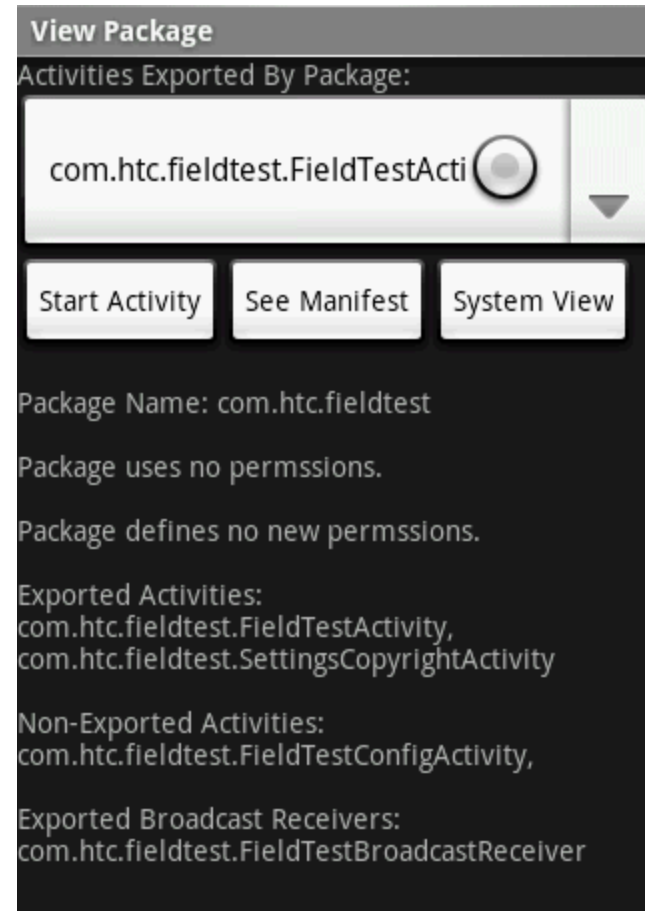 View Package
Activities Exported By Package:
com.htc.fieldtest.FieldTestActi
Start Activity See Manifest System View
Package Name: com.htc.fieldtest
Package uses no permssions.
Package defines no new permssions.
Exported Activities:
com.htc.fieldtest.FieldTestActivity,
com.htc.fieldtest.SettingsCopyrightActivity
Non-Exported Activities:
com.htc.fieldtest.FieldTestConfigActivity,
Exported Broadcast Receivers:
com.htc.fieldtest.FieldTestBroadcastReceiver